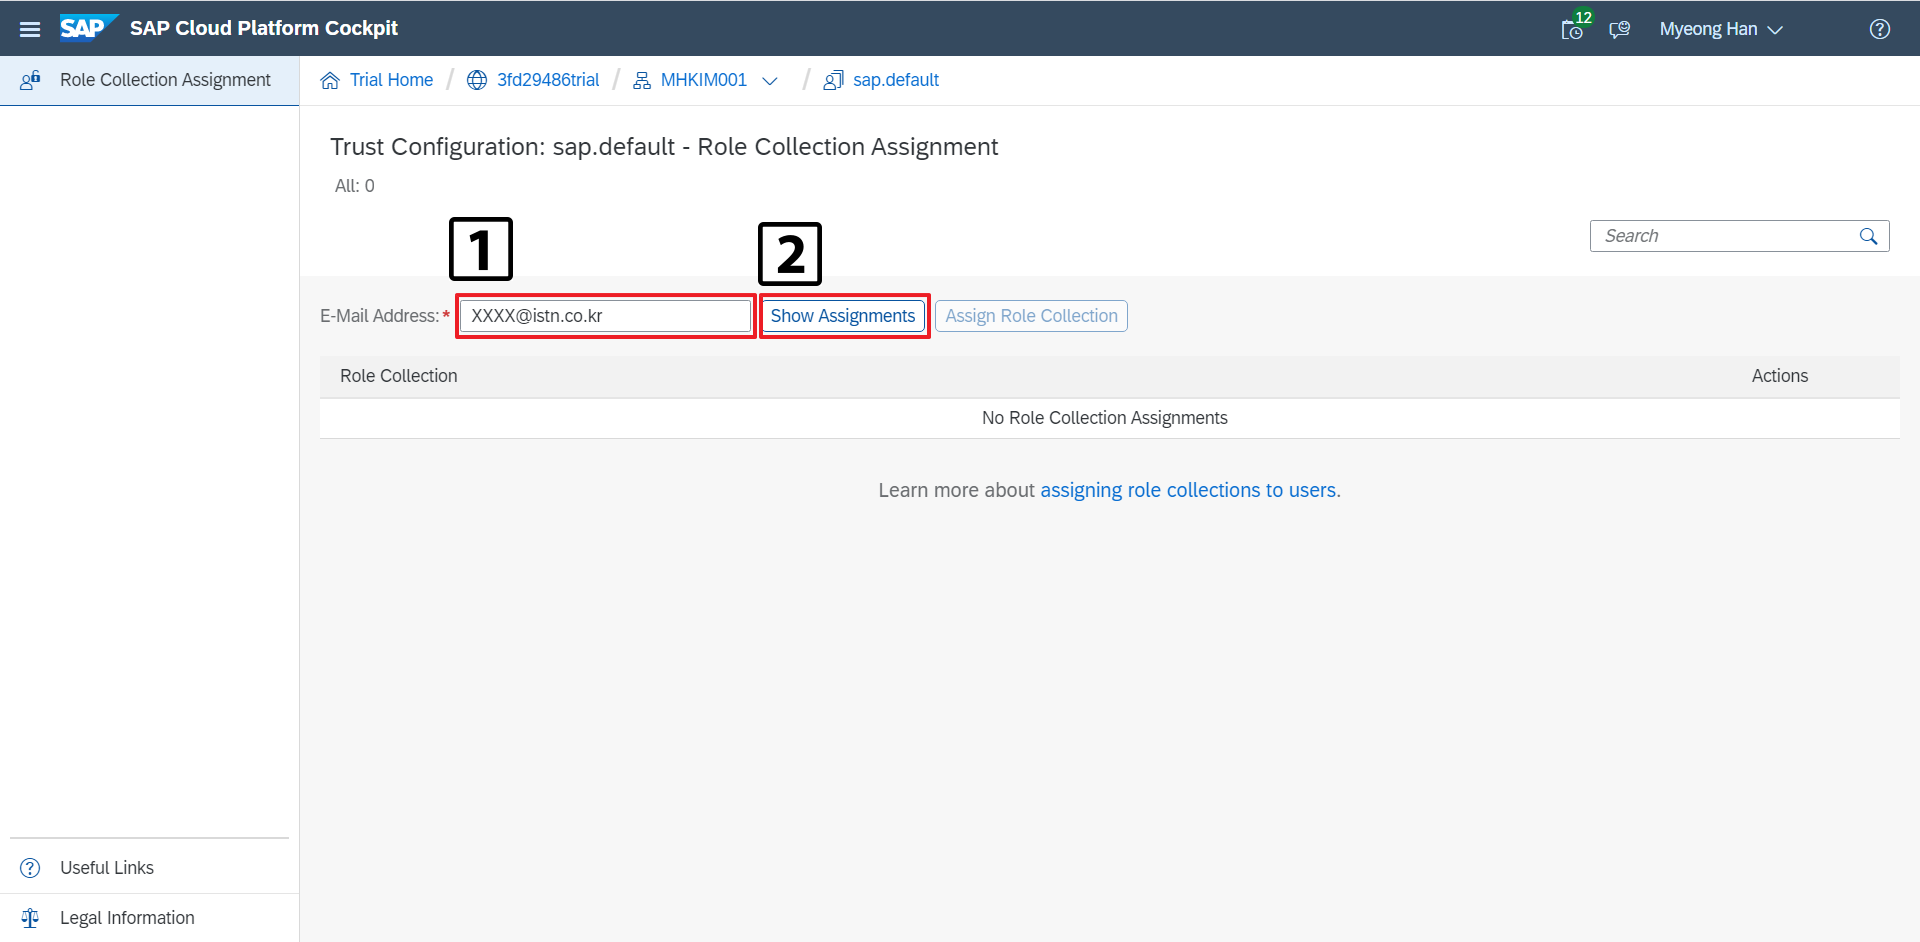 SAP SAP Cloud Platform Cockpit 12 Myeong Han ?
Role Collection Assignment Trial Home / 3fd29486trial / MHKIM001 / sap.default
Trust Configuration: sap.default - Role Collection Assignment
All: 0
1 2
Search
E-Mail Address:* XXXX@istn.co.kr Show Assignments Assign Role Collection
Role Collection Actions
No Role Collection Assignments
Learn more about assigning role collections to users.
? Useful Links
Legal Information